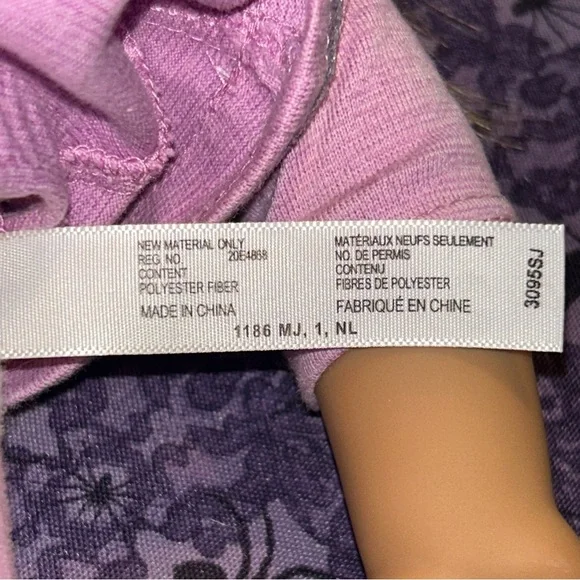 NEW MATERIAL ONLY
REG NO. 20E4868
CONTENT
POLYESTER FIBER
MADE IN CHINA
MATÉRIAUX NEUFS SEULEMENT
NO. DE PERMIS
CONTENU
FIBRES DE POLYESTER
FABRIQUÉ EN CHINE
1186 MJ, 1, NL
3095SJ